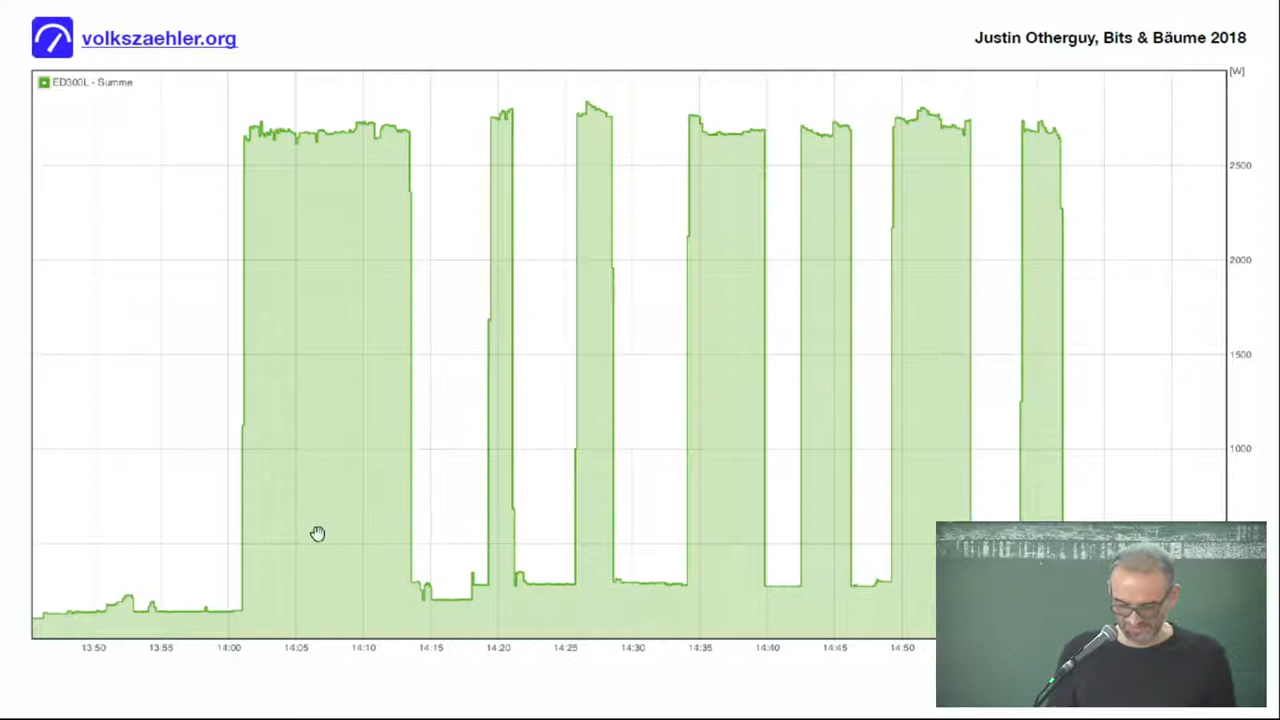 volkszaehler.org
Justin Otherguy, Bits & Bäume 2018
[W]
ED300L - Summe
2500
2000
1500
1000
13:50 13:55 14:00 14:05 14:10 14:15 14:20 14:25 14:30 14:35 14:40 14:45 14:50